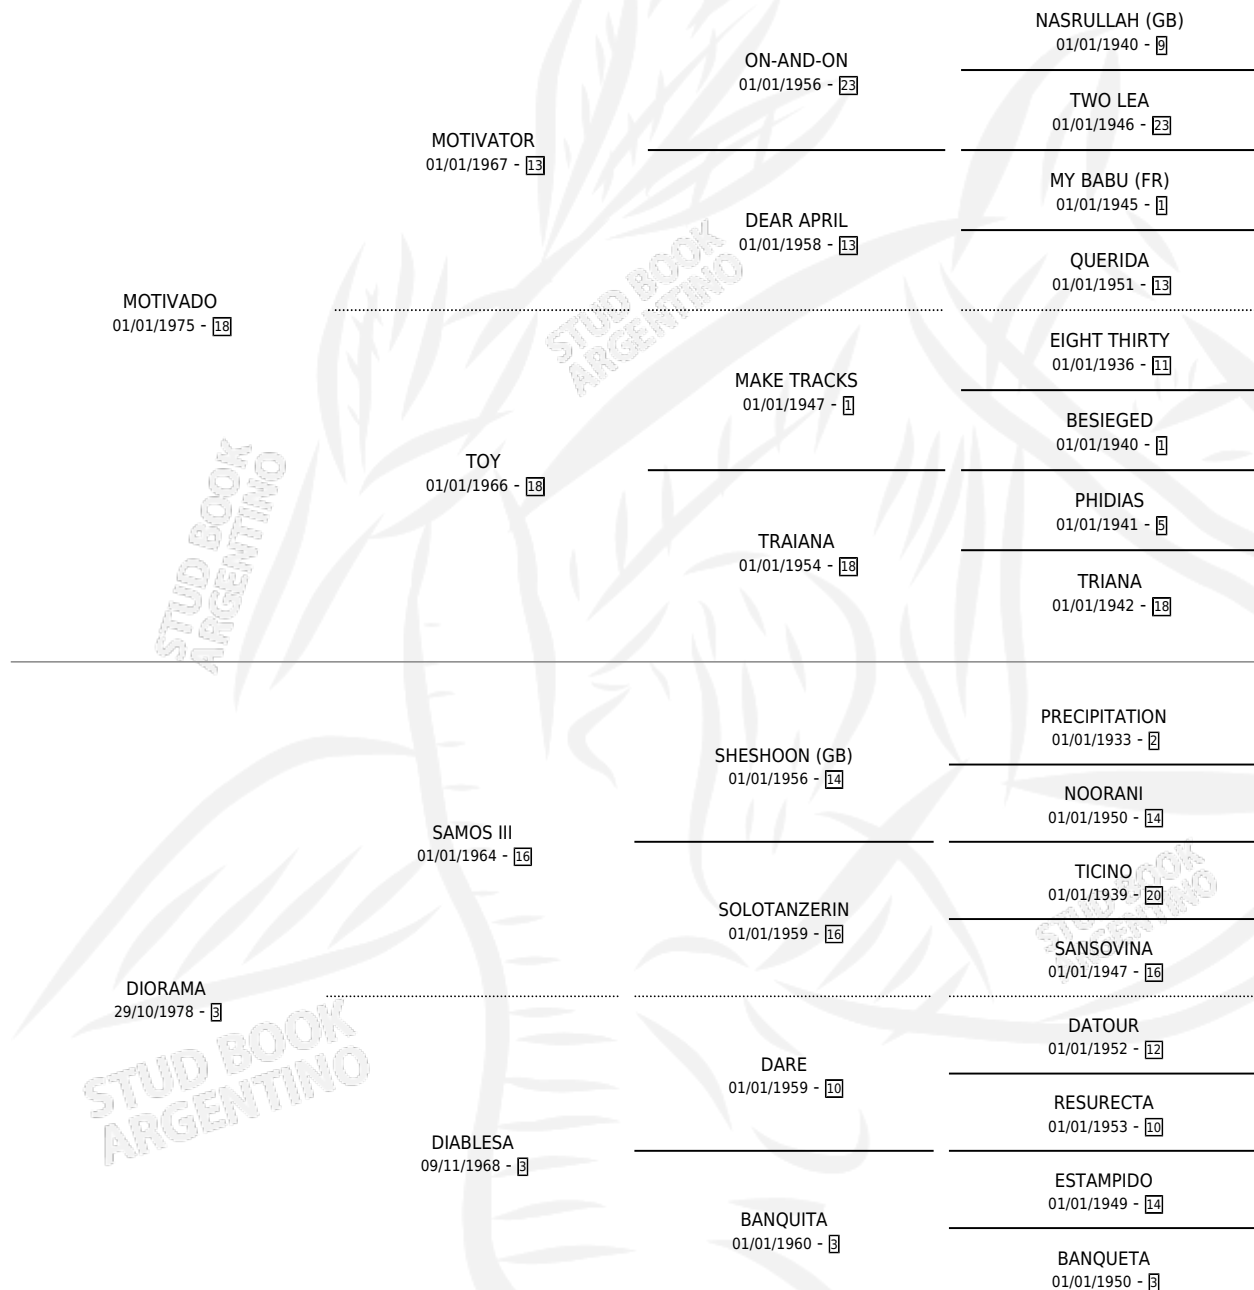 NASRULLAH (GB)
01/01/1940 - 9
ON-AND-ON
01/01/1956 - 23
TWO LEA
01/01/1946 - 23
MOTIVATOR
01/01/1967 - 13
MY BABU (FR)
01/01/1945 - 1
DEAR APRIL
01/01/1958 - 13
QUERIDA
01/01/1951 - 13
MOTIVADO
01/01/1975 - 18
EIGHT THIRTY
01/01/1936 - 11
MAKE TRACKS
01/01/1947 - 1
BESIEGED
01/01/1940 - 1
TOY
01/01/1966 - 18
PHIDIAS
01/01/1941 - 5
TRAIANA
01/01/1954 - 18
TRIANA
01/01/1942 - 18
PRECIPITATION
01/01/1933 - 2
SHESHOON (GB)
01/01/1956 - 14
NOORANI
01/01/1950 - 14
SAMOS III
01/01/1964 - 16
TICINO
01/01/1939 - 20
SOLOTANZERIN
01/01/1959 - 16
SANSOVINA
01/01/1947 - 16
DIORAMA
29/10/1978 - 3
DATOUR
01/01/1952 - 12
DARE
01/01/1959 - 10
RESURECTA
01/01/1953 - 10
DIABLESA
09/11/1968 - 3
ESTAMPIDO
01/01/1949 - 14
BANQUITA
01/01/1960 - 3
BANQUETA
01/01/1950 - 3
STUD BOOK
ARGENTINO
STUD BOOK
ARGENTINO
STUD BOOK
ARGENTINO
STUD BOOK
ARGENTINO